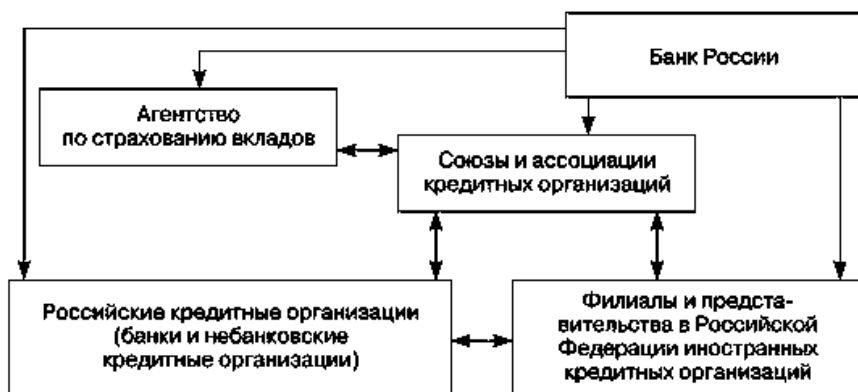 Банк России
Агентство
по страхованию вкладов
Союзы и ассоциации
кредитных организаций
Российские кредитные организации
(банки и небанковские
кредитные организации)
Филиалы и предста-
вительства в Российской
Федерации иностранных
кредитных организаций